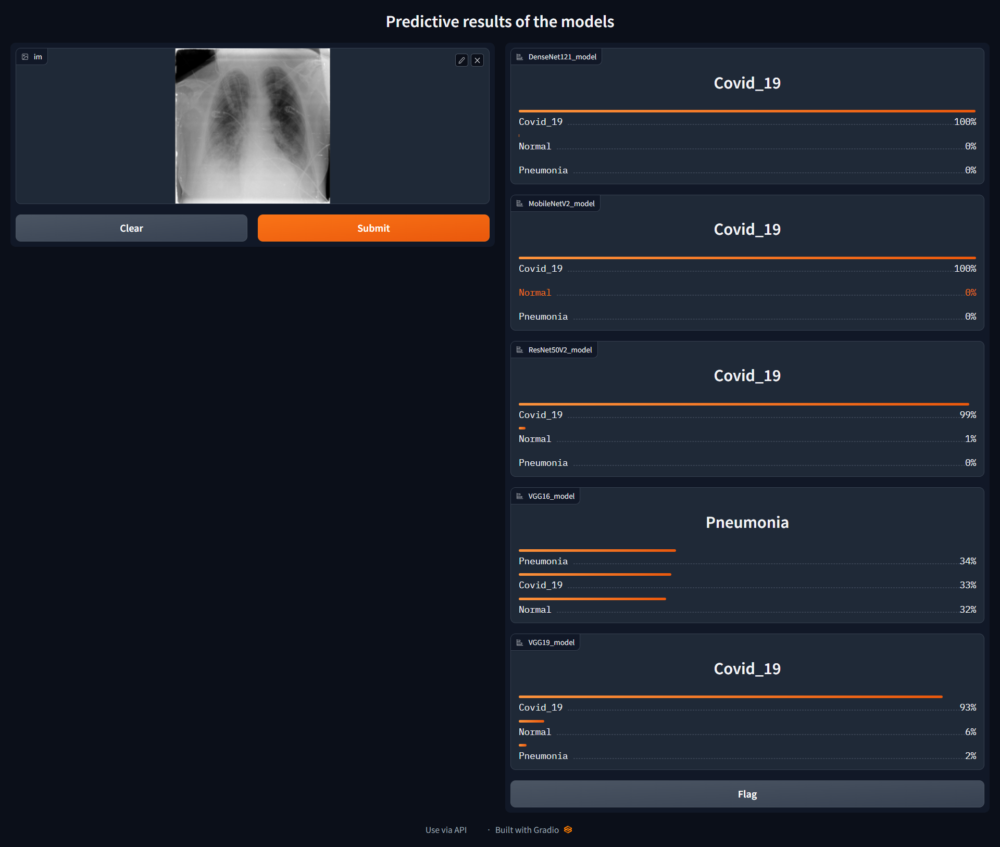 Predictive results of the models
im
Clear
Submit
DenseNet121_model
Covid_19
Covid_19 100%
Normal 0%
Pneumonia 0%
MobileNetV2_model
Covid_19
Covid_19 100%
Normal 0%
Pneumonia 0%
ResNet50V2_model
Covid_19
Covid_19 99%
Normal 1%
Pneumonia 0%
VGG16_model
Pneumonia
Pneumonia 34%
Covid_19 33%
Normal 32%
VGG19_model
Covid_19
Covid_19 93%
Normal 6%
Pneumonia 2%
Flag
Use via API · Built with Gradio